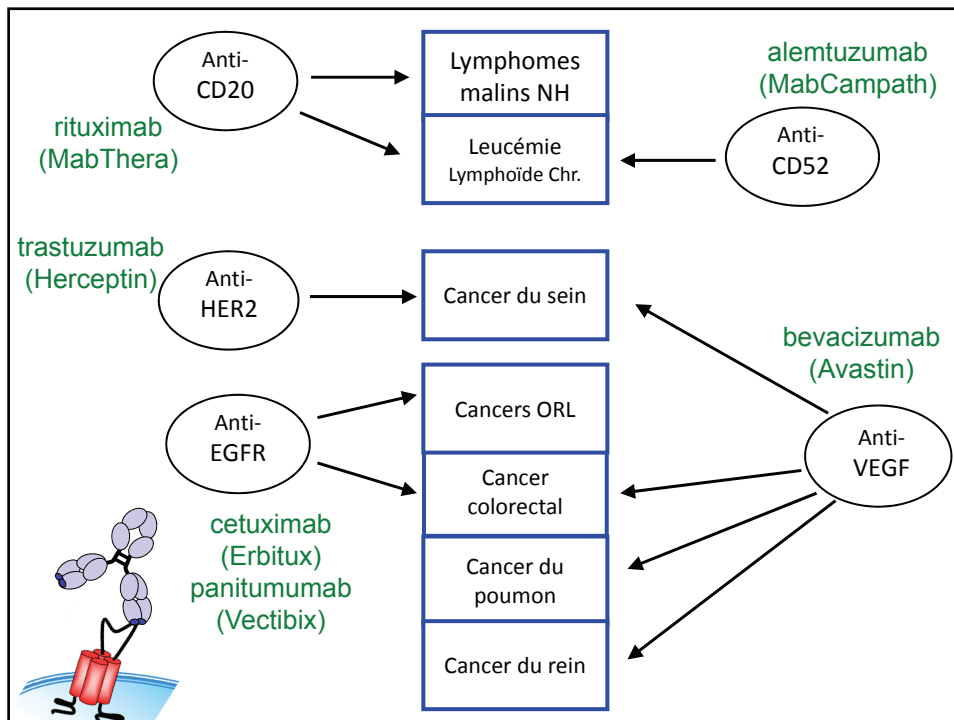 Anti-
CD20
rituximab
(MabThera)
Lymphomes
malins NH
Leucémie
Lymphoïde Chr.
alemtuzumab
(MabCampath)
Anti-
CD52
trastuzumab
(Herceptin)
Anti-
HER2
Cancer du sein
bevacizumab
(Avastin)
Anti-
VEGF
Anti-
EGFR
cetuximab
(Erbitux)
panitumumab
(Vectibix)
Cancers ORL
Cancer
colorectal
Cancer du
poumon
Cancer du rein